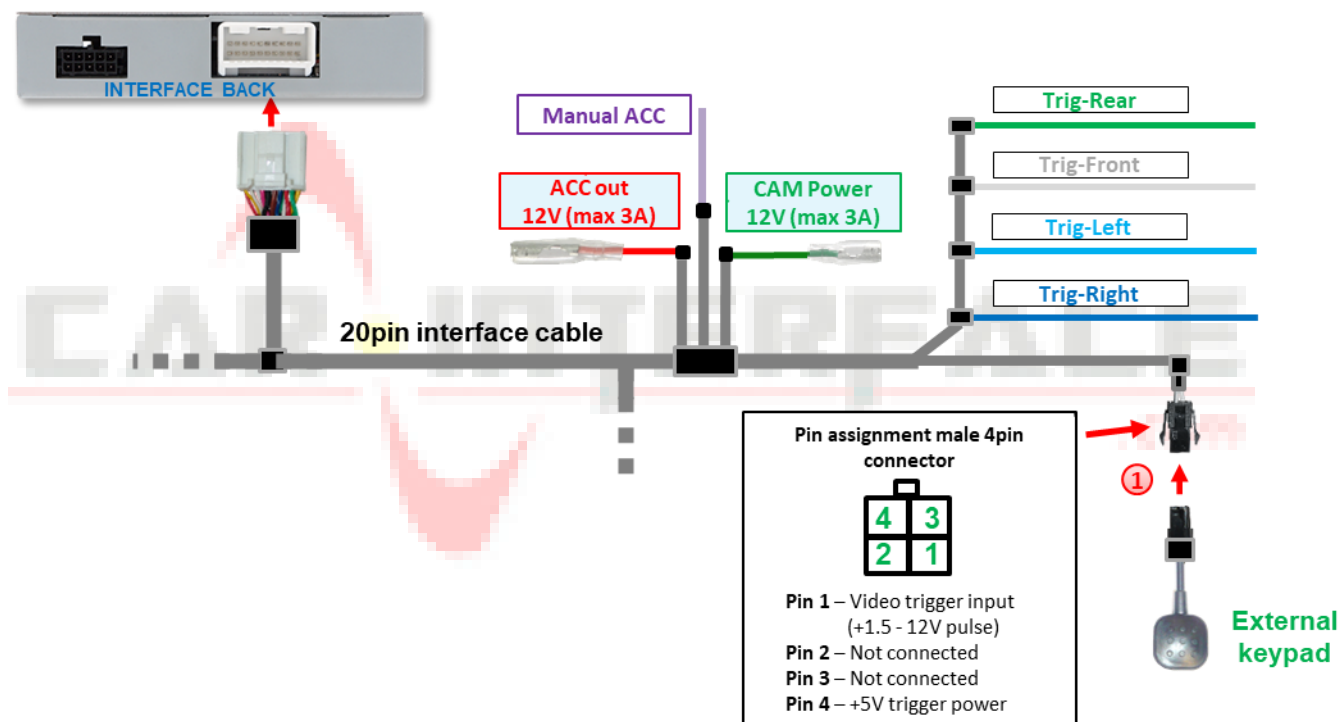 INTERFACE BACK
Manual ACC
ACC out
12V (max 3A)
CAM Power
12V (max 3A)
Trig-Rear
Trig-Front
Trig-Left
Trig-Right
20pin interface cable
CAR INTERFACE
Pin assignment male 4pin
connector
4 3
2 1
Pin 1 – Video trigger input
(+1.5 - 12V pulse)
Pin 2 – Not connected
Pin 3 – Not connected
Pin 4 – +5V trigger power
1
External
keypad